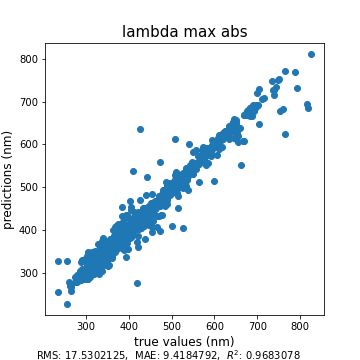 lambda max abs
predictions (nm)
800
700
600
500
400
300
300 400 500 600 700 800
true values (nm)
RMS: 17.5302125, MAE: 9.4184792, R²: 0.9683078